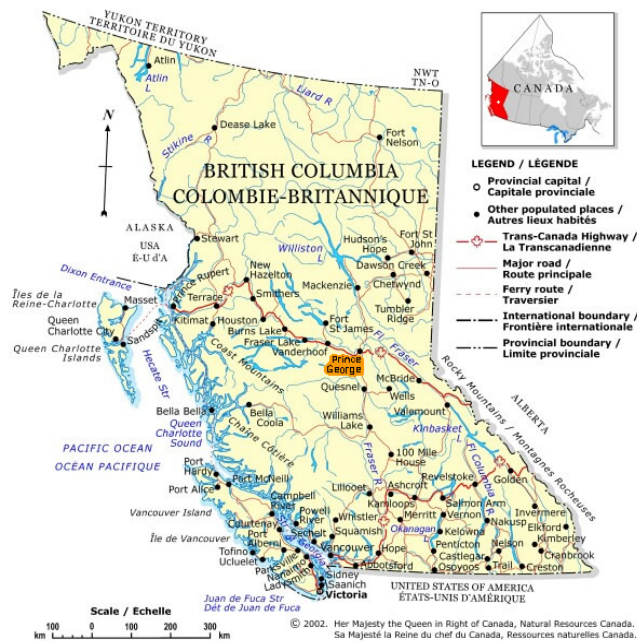 YUKON TERRITORY
TERRITOIRE DU YUKON
NWT
TN-O
CANADA
Atlin
Atlin
L
Liard R
N
Dease Lake
Fort
Nelson
Stikine R
BRITISH COLUMBIA
COLOMBIE-BRITANNIQUE
LEGEND / LÉGENDE
Provincial capital /
Capitale provinciale
Other populated places /
Autres lieux habités
Trans-Canada Highway /
La Transcanadienne
Major road /
Route principale
Ferry route /
Traversier
International boundary /
Frontière internationale
Provincial boundary /
Limite provinciale
ALASKA
USA
E-U d'A
Stewart
Williston
L
Hudson's
Hope
Fort St
John
Dawson Creek
Chetwynd
Mackenzie
Tumbler
Ridge
Dixon Entrance
Prince Rupert
New
Hazelton
Terrace
Smithers
Îles de la
Reine-Charlotte
Masset
Queen
Charlotte
City
Sandspit
Queen Charlotte
Islands
Kitimat
Houston
Burns Lake
Fort
St James
Fraser Lake
Vanderhoof
Prince
George
Fl Fraser
Hecate Str
Coast Mountains
Chaîne Côtière
Quesnel
McBride
Wells
Valemount
Rocky Mountains / Montagnes Rocheuses
ALBERTA
Bella Bella
Bella
Coola
Queen
Charlotte
Sound
Williams
Lake
Kinbasket
L
PACIFIC OCEAN
OCÉAN PACIFIQUE
Fraser R
100 Mile
House
Fl Columbia R
Port
Hardy
Port McNeill
Port Alice
Campbell
River
Powell
River
Lillooet
Ashcroft
Kamloops
Revelstoke
Golden
Salmon Arm
Vancouver Island
Île de Vancouver
Courtenay
Sechelt
Whistler
Squamish
Merritt
Vernon
Nakusp
Invermere
Elkford
Kimberley
Cranbrook
Okanagan
L
Kelowna
Penticton
Nelson
Castlegar
Port
Alberni
Str of Georgia
Tofino
Ucluelet
Parksville
Nanaimo
Ladysmith
Vancouver
Hope
Abbotsford
Osoyoos
Trail
Creston
Sidney
Saanich
Victoria
UNITED STATES OF AMERICA
ÉTATS-UNIS D'AMÉRIQUE
Juan de Fuca Str
Dét de Juan de Fuca
Scale / Echelle
km 100 0 100 200 300 km
© 2002. Her Majesty the Queen in Right of Canada, Natural Resources Canada.
Sa Majesté la Reine du chef du Canada, Ressources naturelles Canada.